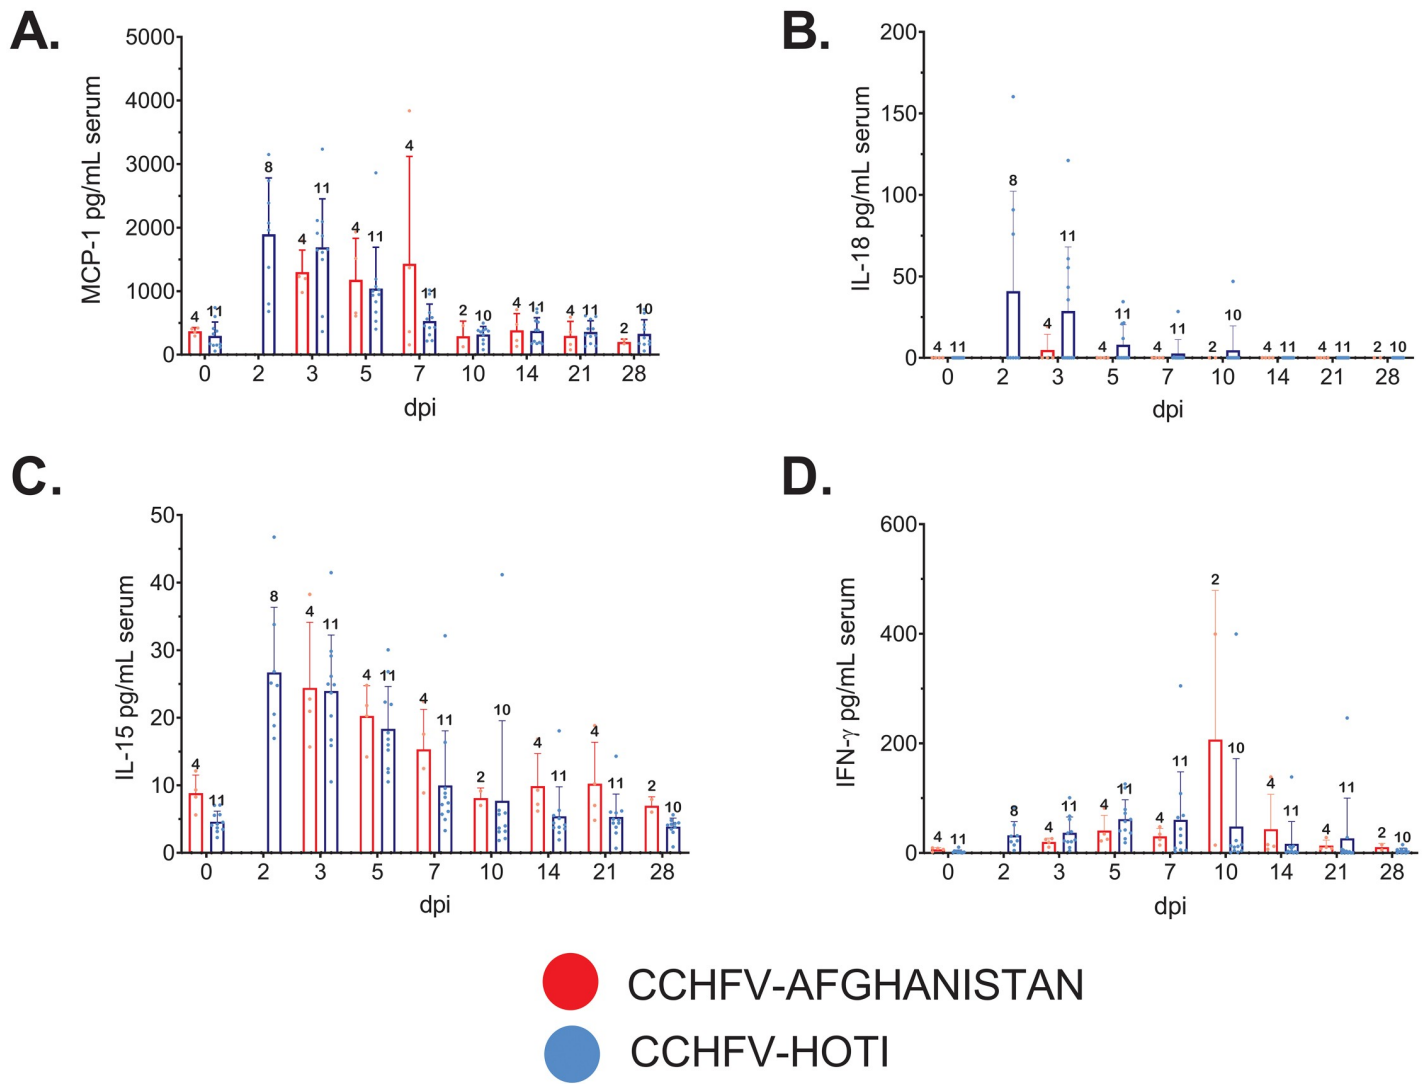 A.
MCP-1 pg/mL serum
5000
4000
3000
2000
1000
0
4 11 8 4 11 4 11 4 11 2 10 4 11 4 11 2 10
0 2 3 5 7 10 14 21 28
dpi
B.
IL-18 pg/mL serum
200
150
100
50
0
4 11 8 4 11 4 11 4 11 2 10 4 11 4 11 2 10
0 2 3 5 7 10 14 21 28
dpi
C.
IL-15 pg/mL serum
50
40
30
20
10
0
4 11 8 4 11 4 11 4 11 2 10 4 11 4 11 2 10
0 2 3 5 7 10 14 21 28
dpi
D.
IFN-γ pg/mL serum
600
400
200
0
4 11 8 4 11 4 11 4 11 2 10 4 11 4 11 2 10
0 2 3 5 7 10 14 21 28
dpi
CCHFV-AFGHANISTAN
CCHFV-HOTI